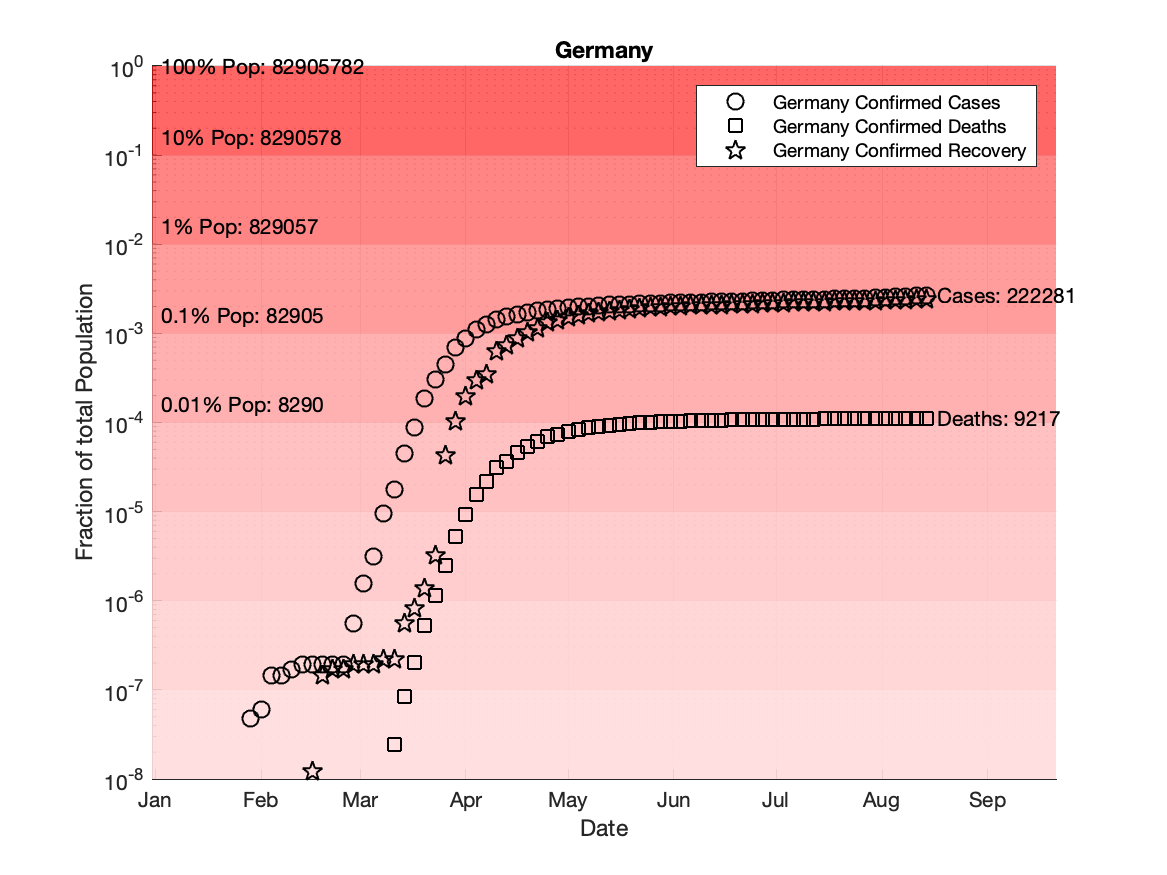 Germany
10^0
100% Pop: 82905782
Germany Confirmed Cases
Germany Confirmed Deaths
Germany Confirmed Recovery
10% Pop: 8290578
10^-1
1% Pop: 829057
10^-2
Cases: 222281
0.1% Pop: 82905
10^-3
0.01% Pop: 8290
10^-4
Deaths: 9217
10^-5
10^-6
10^-7
10^-8
Fraction of total Population
Jan Feb Mar Apr May Jun Jul Aug Sep
Date